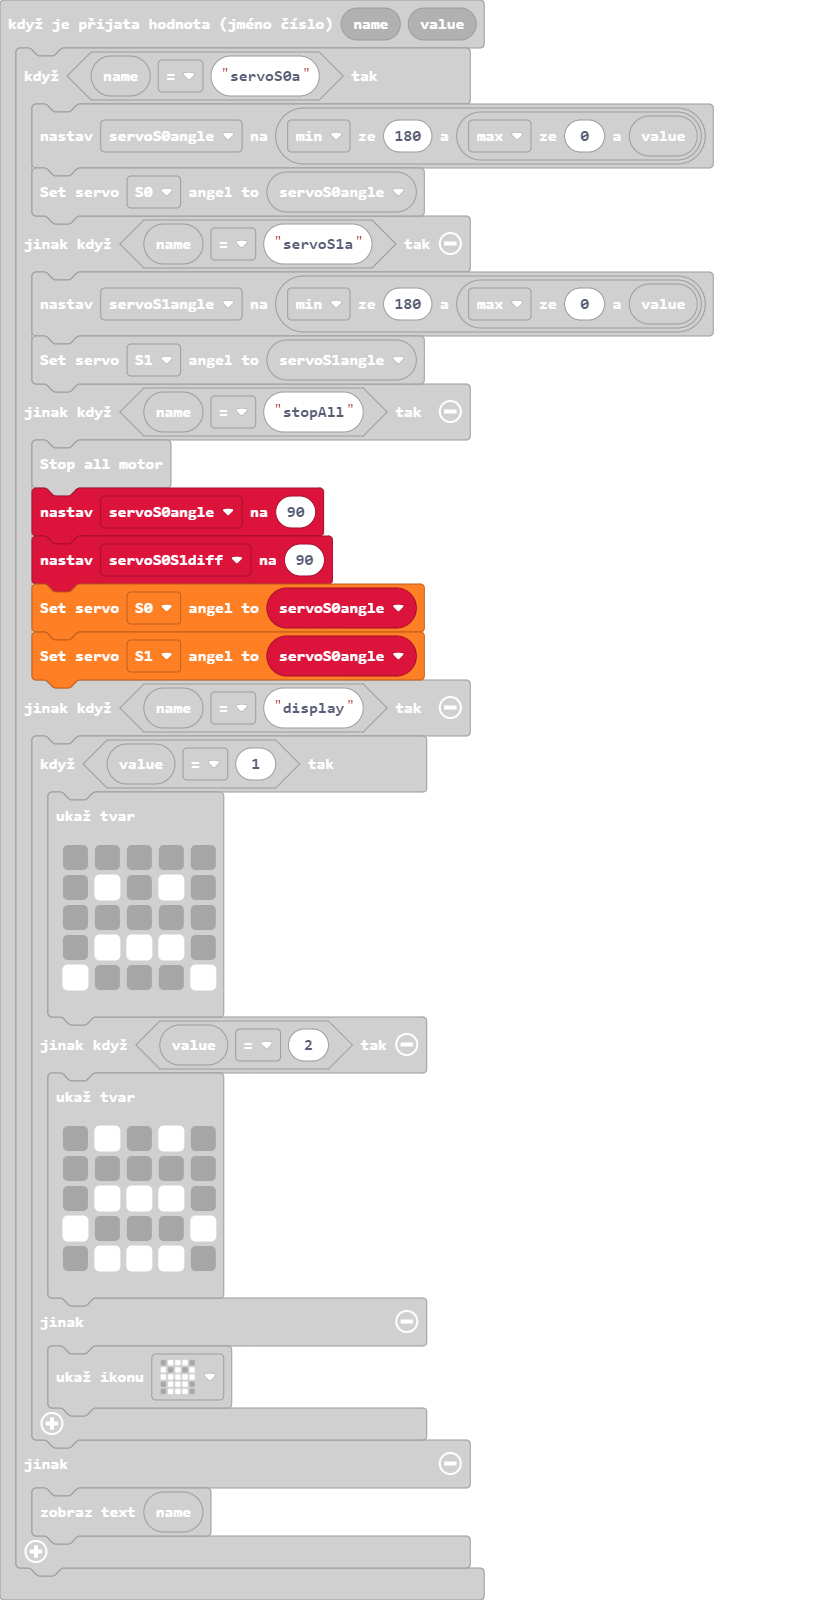 když je přijata hodnota (jméno číslo) name value
když name = "servoS0a" tak
nastav servoS0angle na min ze 180 a max ze 0 a value
Set servo S0 angel to servoS0angle
jinak když name = "servoS1a" tak
nastav servoS1angle na min ze 180 a max ze 0 a value
Set servo S1 angel to servoS1angle
jinak když name = "stopAll" tak
Stop all motor
nastav servoS0angle na 90
nastav servoS0S1diff na 90
Set servo S0 angel to servoS0angle
Set servo S1 angel to servoS0angle
jinak když name = "display" tak
když value = 1 tak
ukaž tvar
jinak když value = 2 tak
ukaž tvar
jinak
ukaž ikonu
jinak
zobraz text name